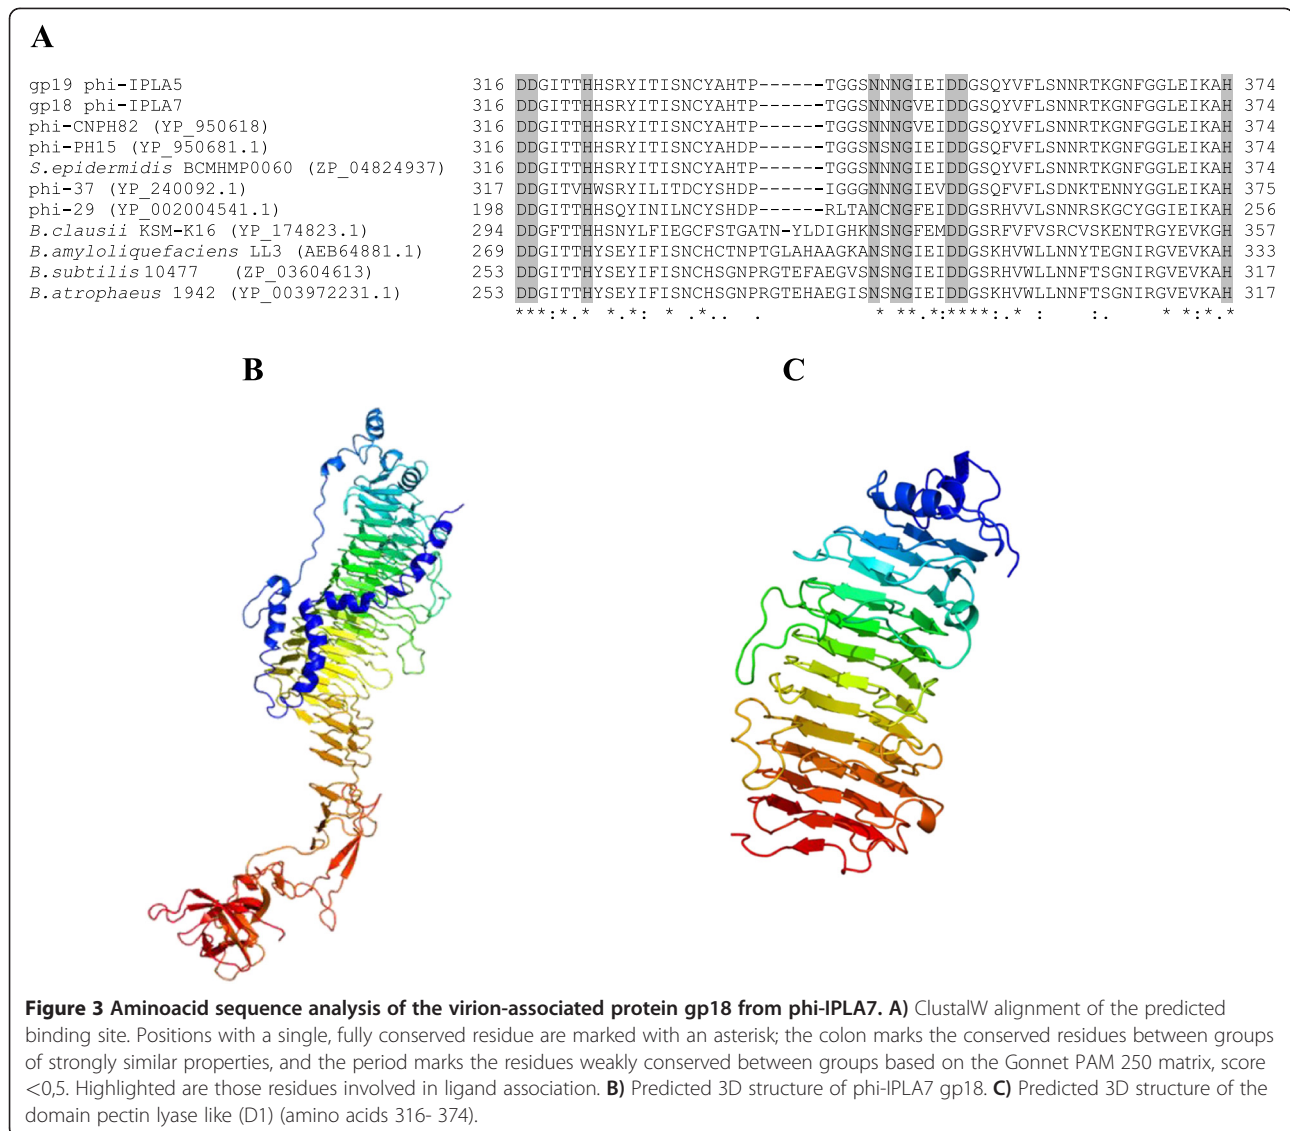 A
gp19 phi-IPLA5 316 DDGITTHHSRYITISNCYAHTP------TGGSNNNGIEIDDGSQYVFLSNNRTKGNFGGLEIKAH 374
gp18 phi-IPLA7 316 DDGITTHHSRYITISNCYAHTP------TGGSNNNGVEIDDGSQYVFLSNNRTKGNFGGLEIKAH 374
phi-CNPH82 (YP_950618) 316 DDGITTHHSRYITISNCYAHTP------TGGSNNNGVEIDDGSQYVFLSNNRTKGNFGGLEIKAH 374
phi-PH15 (YP_950681.1) 316 DDGITTHHSRYITISNCYAHDP------TGGSNNNGIEIDDGSQFVFLSNNRTKGNFGGLEIKAH 374
S.epidermidis BCMHMP0060 (ZP_04824937) 316 DDGITTHHSRYITISNCYAHTP------TGGSNNNGVEIDDGSQYVFLSNNRTKGNFGGLEIKAH 374
phi-37 (YP_240092.1) 317 DDGITVHWSRYILITDCYSHDP------IGGGNNNGIEVDDGSQFVFLSDNKTENNYGGLEIKAH 375
phi-29 (YP_002004541.1) 198 DDGITTHHSQYINILNCYSHDP------RLTANCNGFEIDDGSRHVVLSNNRSKGCYGGIEIKAH 256
B.clausii KSM-K16 (YP_174823.1) 294 DDGFTTHHSNYLFIEGCFSTGATN-YLDIGHKNSNGFEMDDGSRFVFVSRCVSKENTRGYEVKGH 357
B.amyloliquefaciens LL3 (AEB64881.1) 269 DDGITTHYSEYIFISNCHCTNPTGLAHAAGKANSNGIEIDDGSRHVMLLNNYTEGNIRGVEVKAH 333
B.subtilis 10477 (ZP_03604613) 253 DDGITTHYSEYIFISNCHSGNPRGTEFAEGVSNSNGIEIDDGSRHVWLLNNFTSGNIRGVEVKAH 317
B.atrophaeus 1942 (YP_003972231.1) 253 DDGITTHYSEYIFISNCHSGNPRGTEHAEGISNSNGIEIDDGSKHVWLLNNFTSGNIRGVEVKAH 317
***:*.* *.*: * .*.. . * **.*:****:.* : :. * *:*.*
B C
Figure 3 Aminoacid sequence analysis of the virion-associated protein gp18 from phi-IPLA7. A) ClustalW alignment of the predicted
binding site. Positions with a single, fully conserved residue are marked with an asterisk; the colon marks the conserved residues between groups
of strongly similar properties, and the period marks the residues weakly conserved between groups based on the Gonnet PAM 250 matrix, score
<0,5. Highlighted are those residues involved in ligand association. B) Predicted 3D structure of phi-IPLA7 gp18. C) Predicted 3D structure of the
domain pectin lyase like (D1) (amino acids 316- 374).